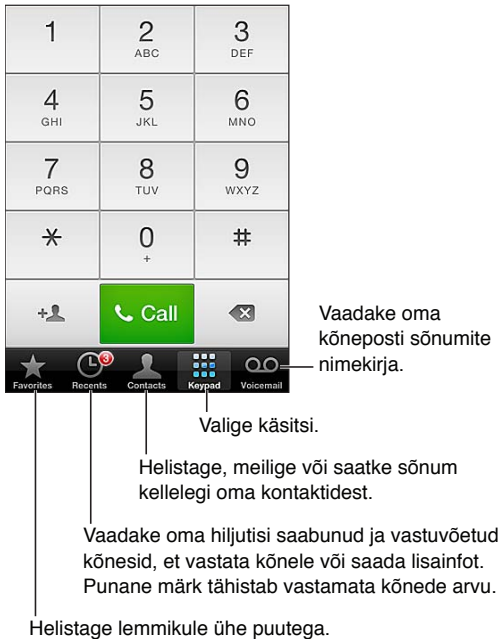 1 2 3
ABC DEF
4 5 6
GHI JKL MNO
7 8 9
PQRS TUV WXYZ
* 0 #
+
+ Call
3
Favorites Recents Contacts Keypad Voicemail
Vaadake oma
kõneposti sõnumite
nimekirja.
Valige käsitsi.
Helistage, meilige või saatke sõnum
kellelegi oma kontaktidest.
Vaadake oma hiljutisi saabunud ja vastuvõetud
kõnesid, et vastata kõnele või saada lisainfot.
Punane märk tähistab vastamata kõnede arvu.
Helistage lemmikule ühe puutega.